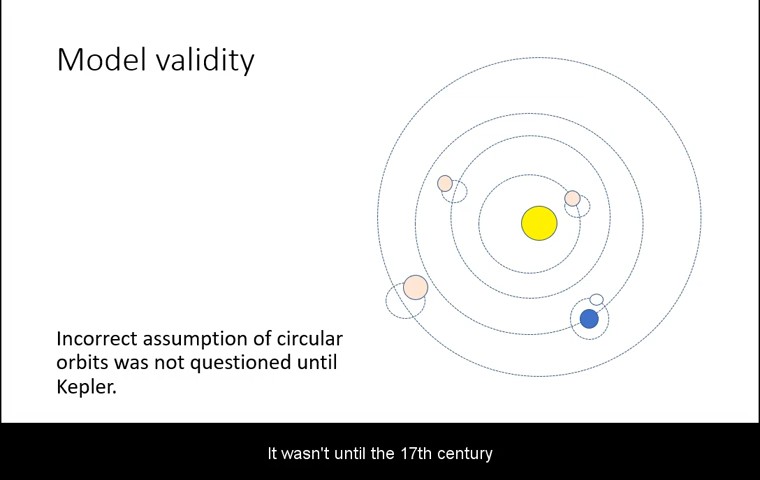 Model validity
Incorrect assumption of circular
orbits was not questioned until
Kepler.
It wasn't until the 17th century